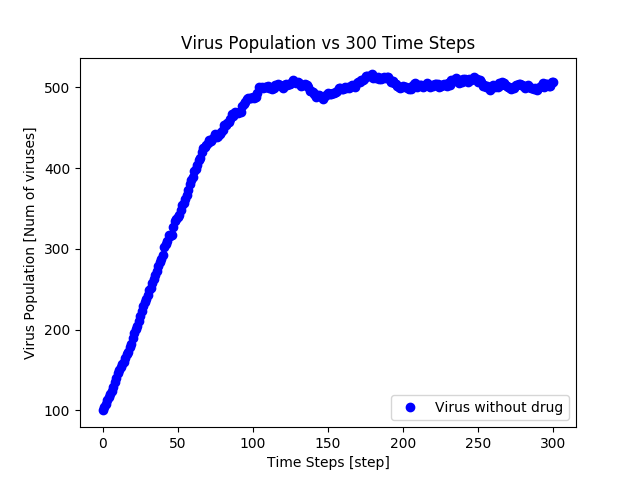 Virus Population vs 300 Time Steps
Virus Population [Num of viruses]
500
400
300
200
100
Virus without drug
0 50 100 150 200 250 300
Time Steps [step]